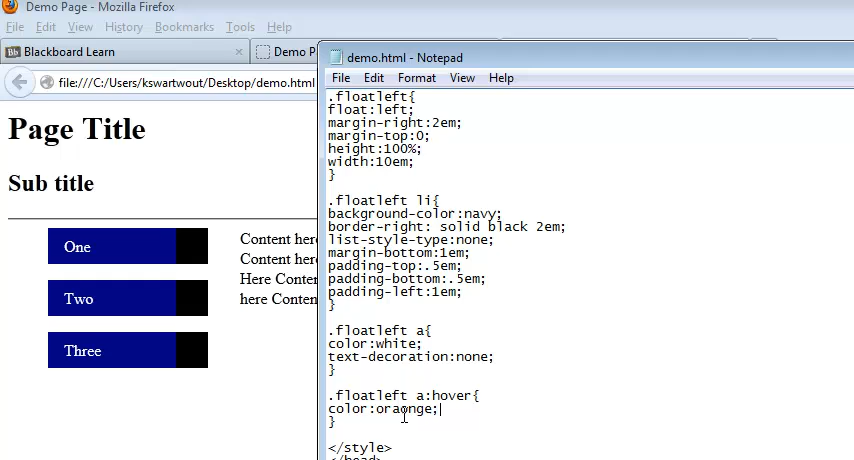 Demo Page - Mozilla Firefox
File Edit View History Bookmarks Tools Help
Bb Blackboard Learn × Demo P
file:///C:/Users/kswartwout/Desktop/demo.html
Page Title
Sub title
One
Two
Three
Content here
Content here
Here Conten
here Conten
demo.html - Notepad
File Edit Format View Help
.floatleft{
float:left;
margin-right:2em;
margin-top:0;
height:100%;
width:10em;
}
.floatleft li{
background-color:navy;
border-right: solid black 2em;
list-style-type:none;
margin-bottom:1em;
padding-top:.5em;
padding-bottom:.5em;
padding-left:1em;
}
.floatleft a{
color:white;
text-decoration:none;
}
.floatleft a:hover{
color:oraonge;
}
</style>
</head>